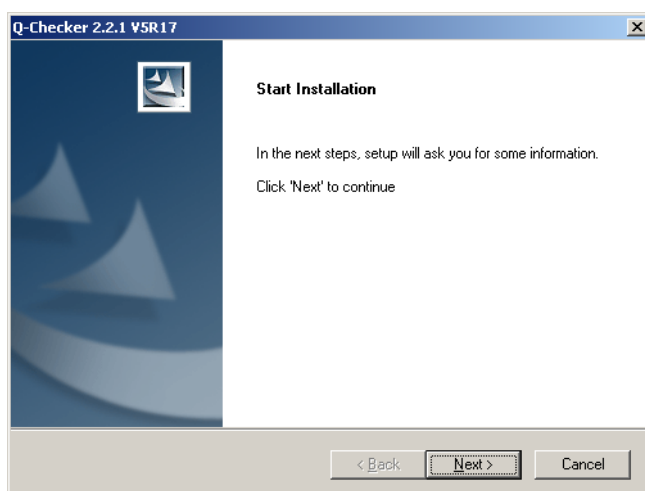 Q-Checker 2.2.1 V5R17
Start Installation
In the next steps, setup will ask you for some information.
Click 'Next' to continue
< Back
Next >
Cancel